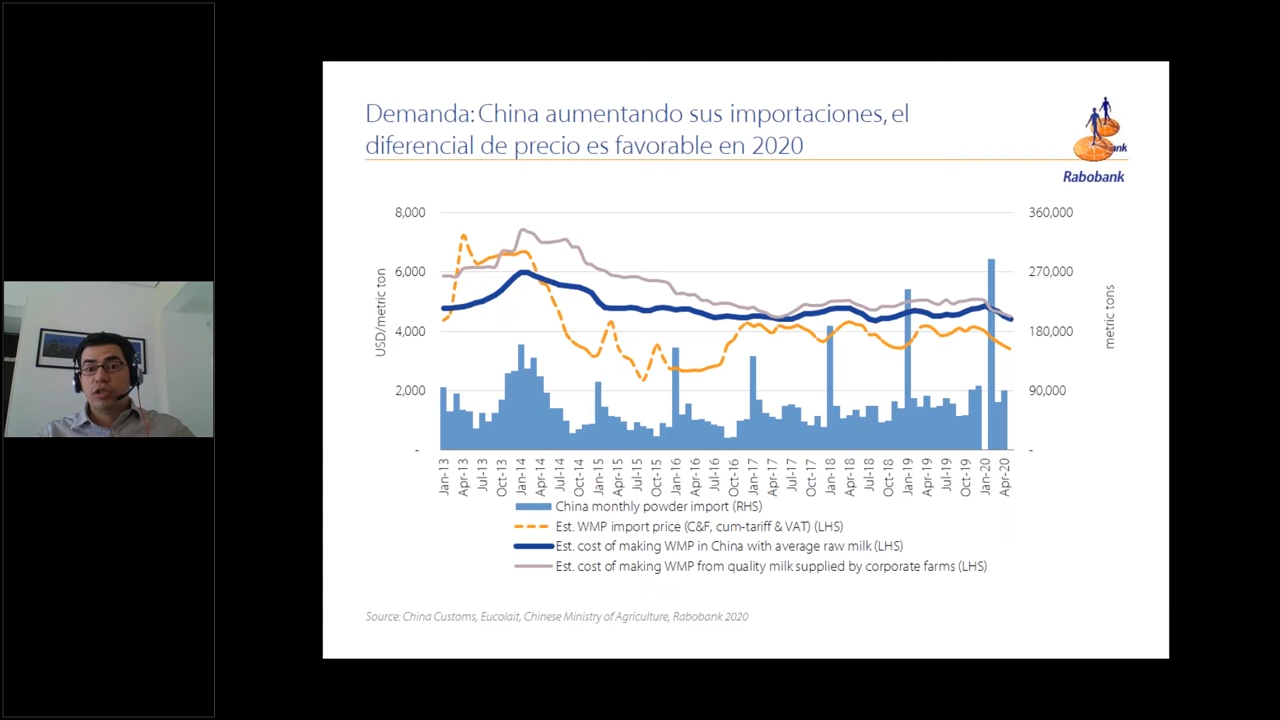 Demanda: China aumentando sus importaciones, el
diferencial de precio es favorable en 2020
ank
Rabobank
8,000
6,000
4,000
2,000
-
USD/metric ton
360,000
270,000
180,000
90,000
-
metric tons
Jan-13
Apr-13
Jul-13
Oct-13
Jan-14
Apr-14
Jul-14
Oct-14
Jan-15
Apr-15
Jul-15
Oct-15
Jan-16
Apr-16
Jul-16
Oct-16
Jan-17
Apr-17
Jul-17
Oct-17
Jan-18
Apr-18
Jul-18
Oct-18
Jan-19
Apr-19
Jul-19
Oct-19
Jan-20
Apr-20
China monthly powder import (RHS)
Est. WMP import price (C&F, cum-tariff & VAT) (LHS)
Est. cost of making WMP in China with average raw milk (LHS)
Est. cost of making WMP from quality milk supplied by corporate farms (LHS)
Source: China Customs, Eucolait, Chinese Ministry of Agriculture, Rabobank 2020